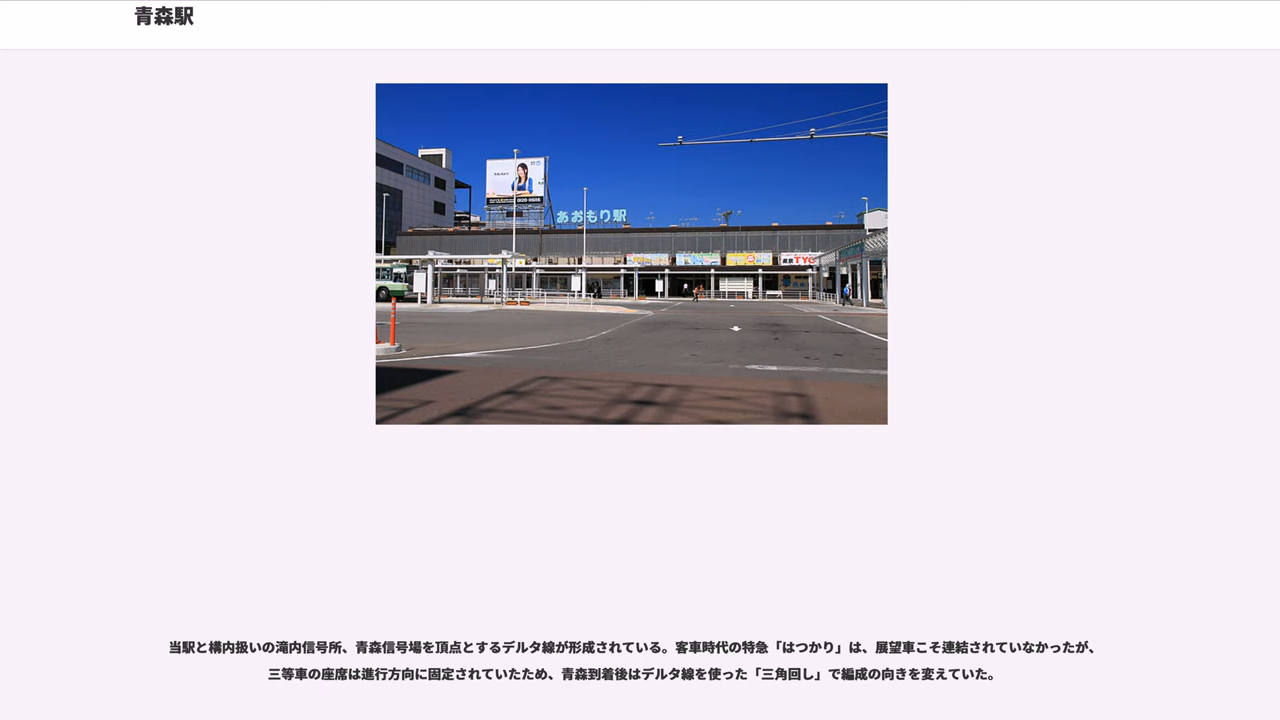 青森駅
あおもり駅
東京TYC
当駅と構内扱いの滝内信号所、青森信号場を頂点とするデルタ線が形成されている。客車時代の特急「はつかり」は、展望車こそ連結されていなかったが、
三等車の座席は進行方向に固定されていたため、青森到着後はデルタ線を使った「三角回し」で編成の向きを変えていた。